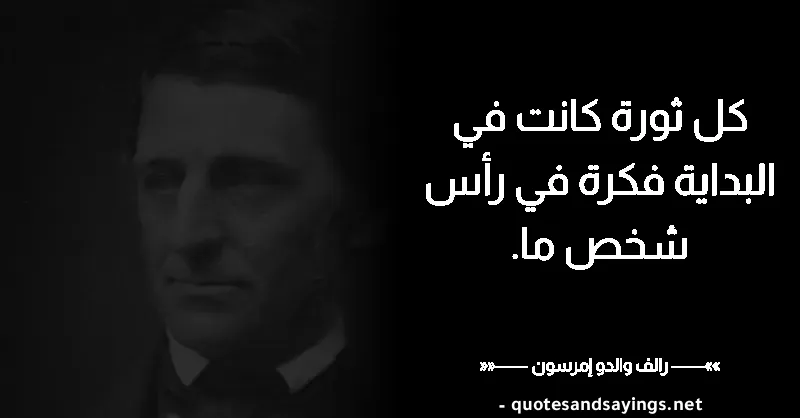 كل ثورة كانت في
البداية فكرة في رأس
شخص ما.
»»——— رالف والدو إمرسون ———««
- quotesandsayings.net